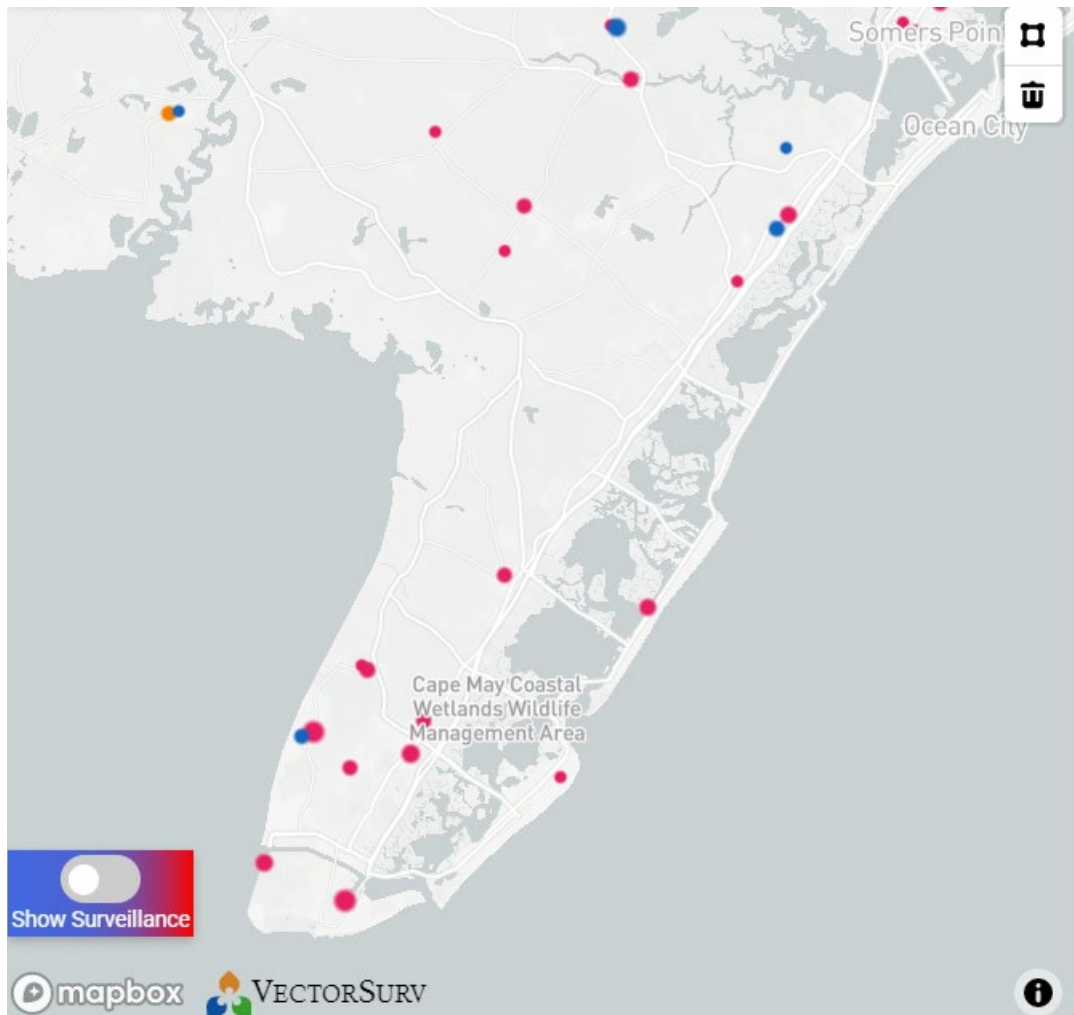 Somers Point
Ocean City
Cape May Coastal
Wetlands Wildlife
Management Area
Show Surveillance
mapbox
VECTORSURV